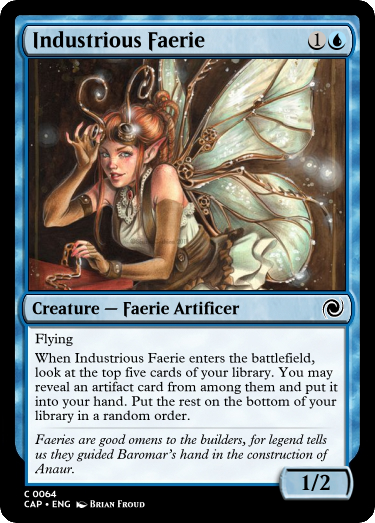 Industrious Faerie 1
Creature — Faerie Artificer
Flying
When Industrious Faerie enters the battlefield,
look at the top five cards of your library. You may
reveal an artifact card from among them and put it
into your hand. Put the rest on the bottom of your
library in a random order.
Faeries are good omens to the builders, for legend tells
us they guided Baromar's hand in the construction of
Anaur.
1/2
C 0064
CAP • ENG Brian Froud